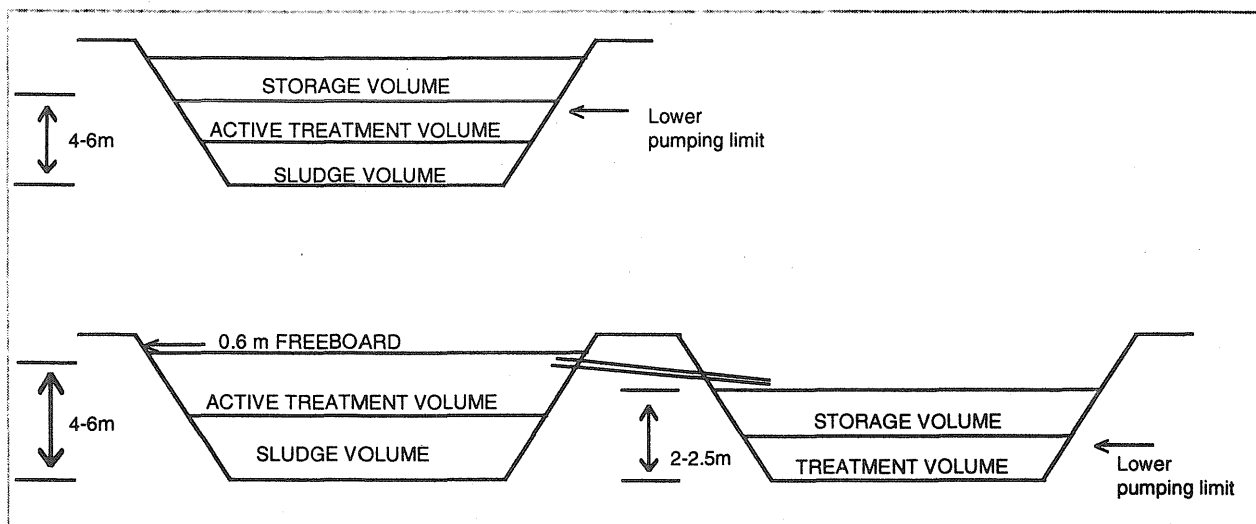 STORAGE VOLUME
4-6m
ACTIVE TREATMENT VOLUME
SLUDGE VOLUME
Lower
pumping limit
0.6 m FREEBOARD
4-6m
ACTIVE TREATMENT VOLUME
SLUDGE VOLUME
2-2.5m
STORAGE VOLUME
TREATMENT VOLUME
Lower
pumping limit